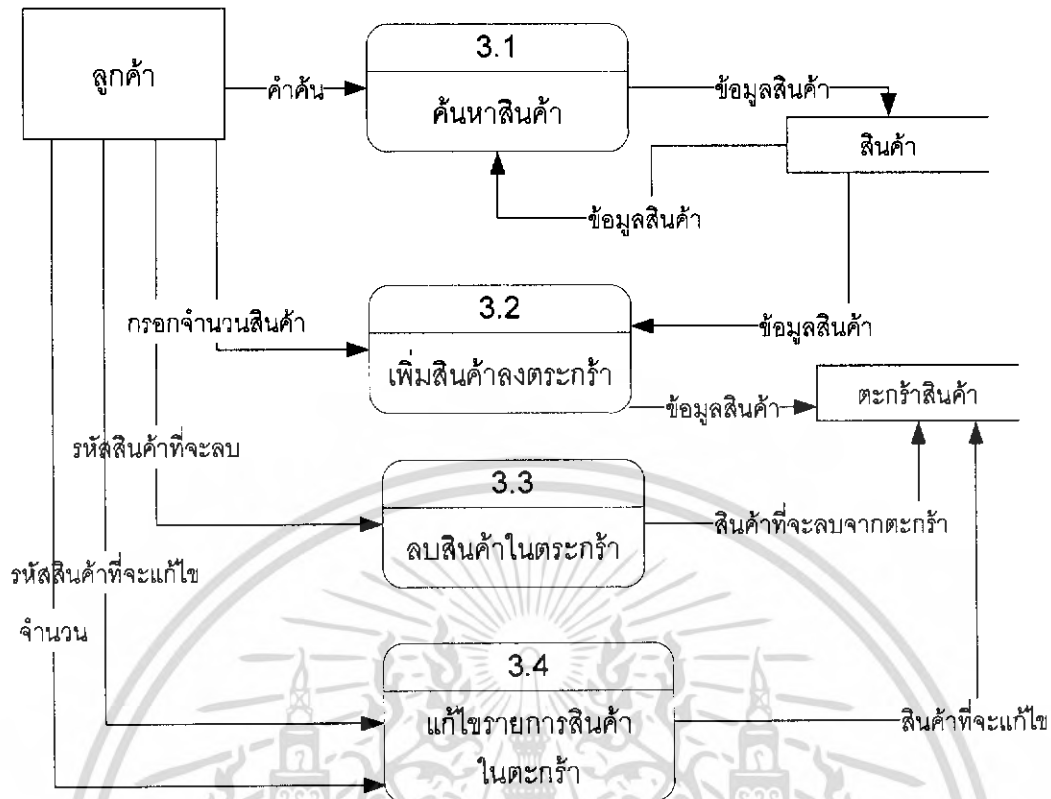 ลูกค้า
คำค้น
3.1
ค้นหาสินค้า
ข้อมูลสินค้า
สินค้า
ข้อมูลสินค้า
กรอกจำนวนสินค้า
3.2
เพิ่มสินค้าลงตระกร้า
ข้อมูลสินค้า
ข้อมูลสินค้า
ตะกร้าสินค้า
รหัสสินค้าที่จะลบ
3.3
ลบสินค้าในตระกร้า
สินค้าที่จะลบจากตะกร้า
รหัสสินค้าที่จะแก้ไข
จำนวน
3.4
แก้ไขรายการสินค้า
ในตะกร้า
สินค้าที่จะแก้ไข